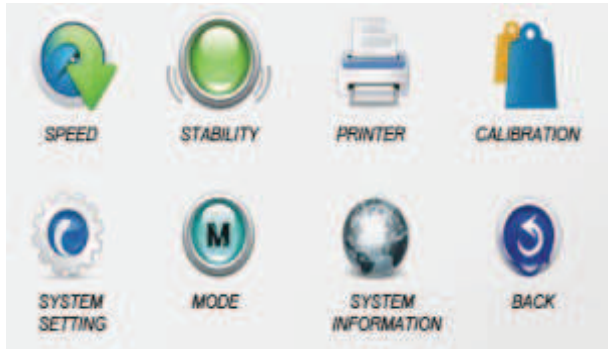 SPEED
STABILITY
PRINTER
CALIBRATION
SYSTEM
SETTING
M
MODE
SYSTEM
INFORMATION
BACK